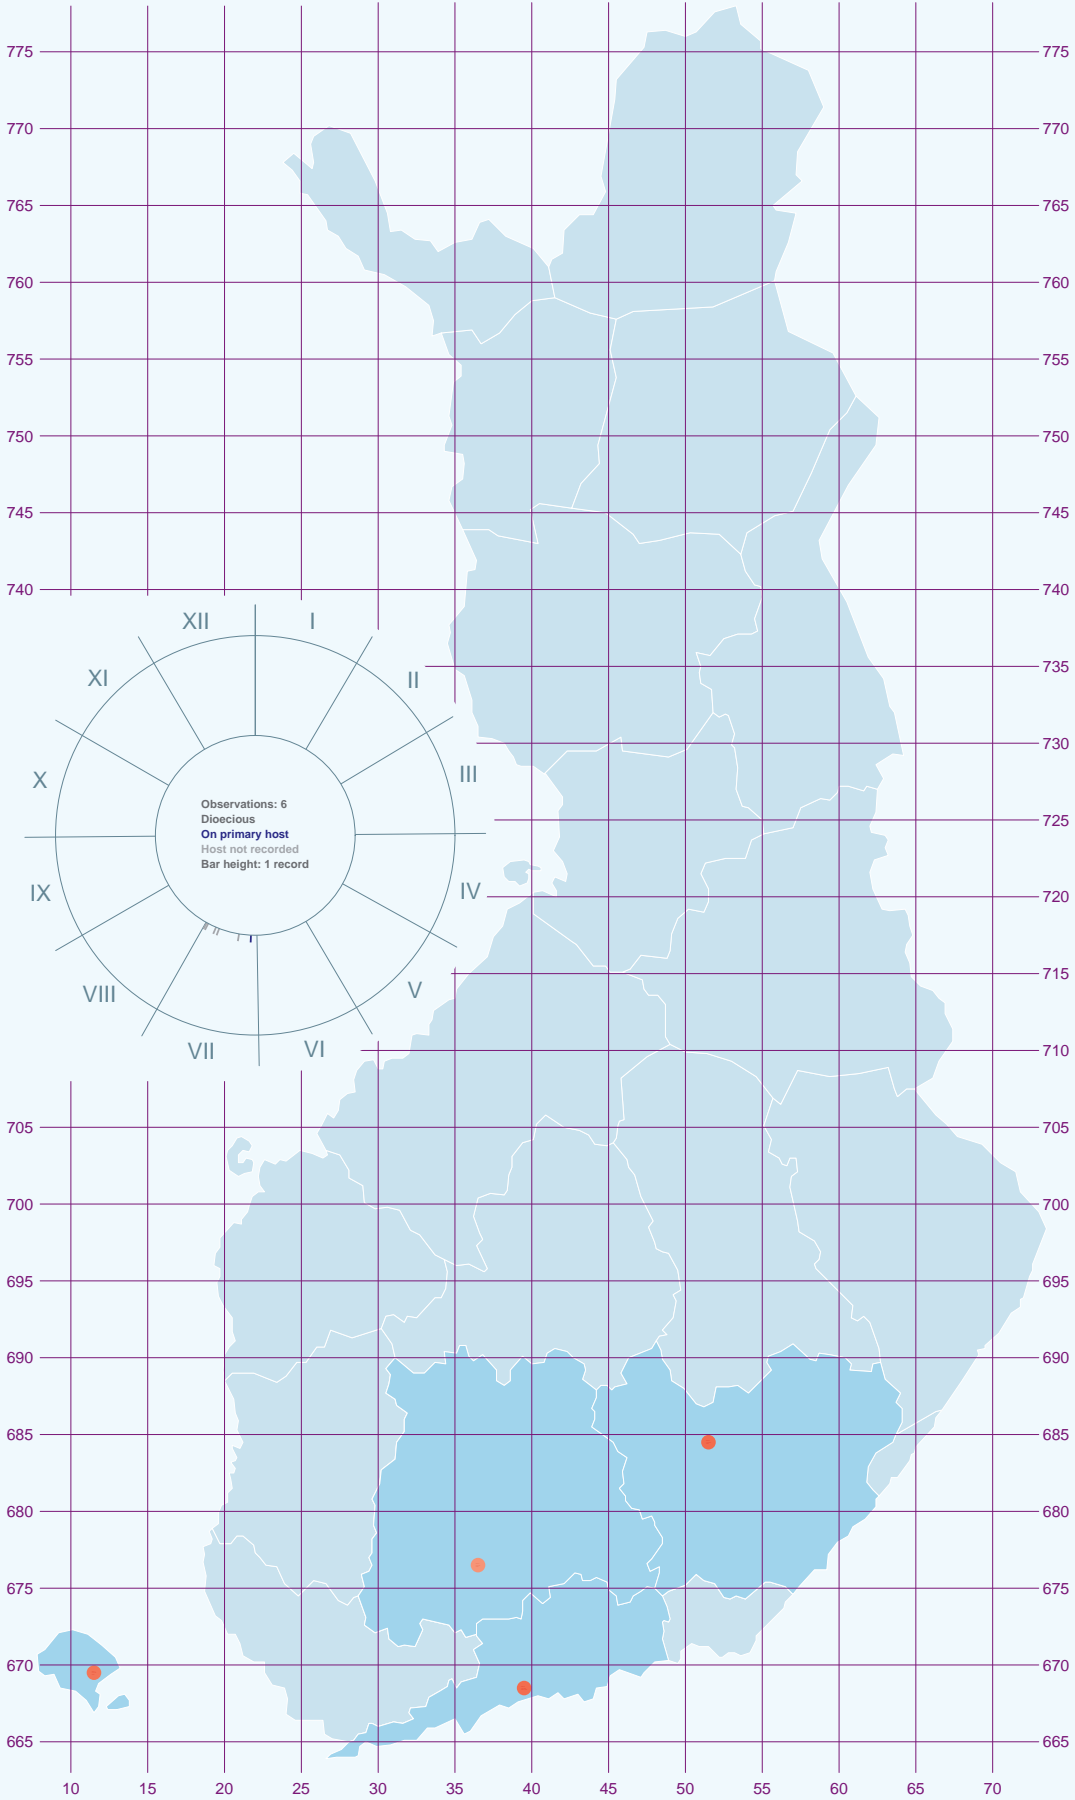 775 775
770 770
765 765
760 760
755 755
750 750
745 745
740 740
XII I
XI II
735
730
X III
Observations: 6
Dioecious
On primary host
Host not recorded
Bar height: 1 record
725
IX IV
720
VIII V
715
VII VI
710
705 705
700 700
695 695
690 690
685 685
680 680
675 675
670 670
665 665
10 15 20 25 30 35 40 45 50 55 60 65 70